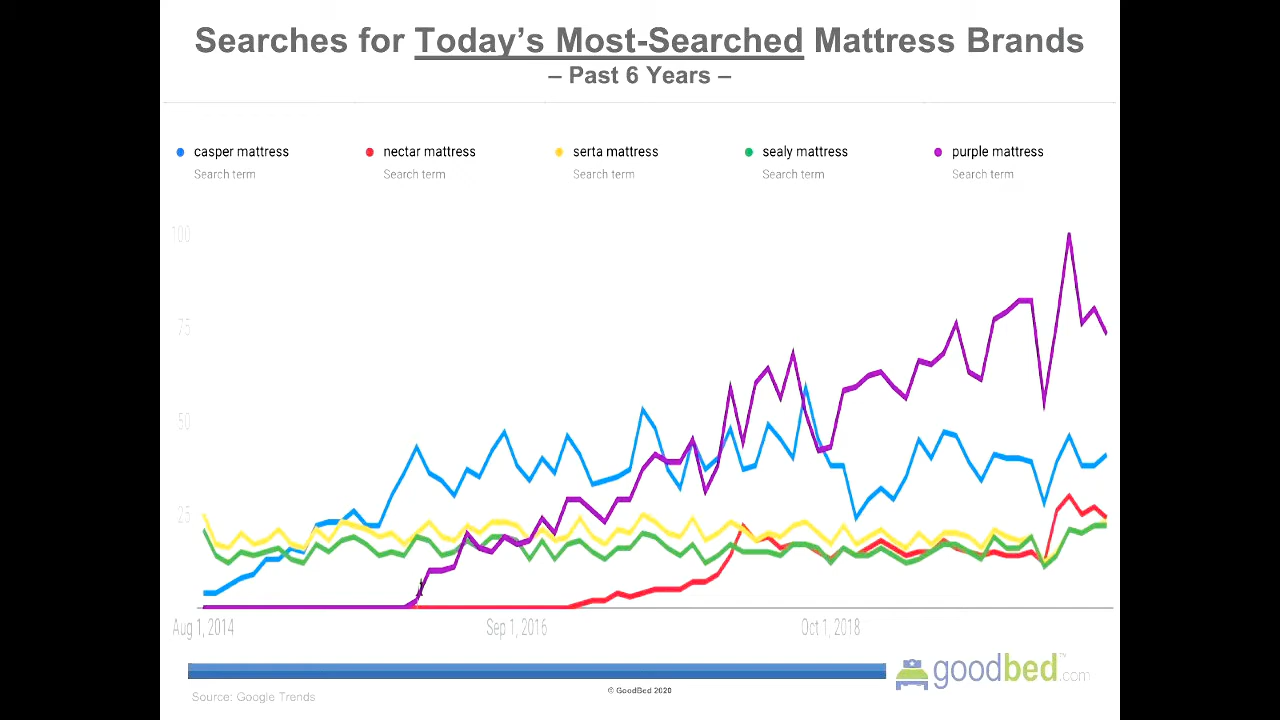 Searches for Today's Most-Searched Mattress Brands
– Past 6 Years –
casper mattress nectar mattress serta mattress sealy mattress purple mattress
Search term Search term Search term Search term Search term
100
75
50
25
Aug 1, 2014 Sep 1, 2016 Oct 1, 2018
goodbed.com™
Source: Google Trends
© GoodBed 2020